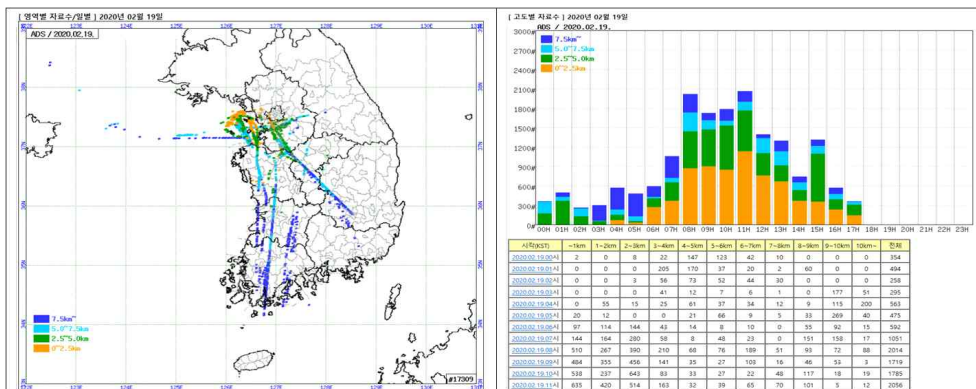 [ 영역별 자료수/일별 ] 2020년 02월 19일
ADS / 2020.02.19.
122E 123E 124E 125E 126E 127E 128E 129E 130E 131E
7.5km~
5.0~7.5km
2.5~5.0km
0~2.5km
#17309
[ 고도별 자료수 ] 2020년 02월 19일
ADS / 2020.02.19.
7.5km~
5.0~7.5km
2.5~5.0km
0~2.5km
3000#
2700#
2400#
2100#
1800#
1500#
1200#
900#
600#
300#
00H 01H 02H 03H 04H 05H 06H 07H 08H 09H 10H 11H 12H 13H 14H 15H 16H 17H 18H 19H 20H 21H 22H 23H
시각(KST) ~1km 1~2km 2~3km 3~4km 4~5km 5~6km 6~7km 7~8km 8~9km 9~10km 10km~ 전체
2020.02.19.00시 2 0 8 22 147 123 42 10 0 0 0 354
2020.02.19.01시 0 0 0 205 170 37 20 2 60 0 0 494
2020.02.19.02시 0 0 3 56 73 52 44 30 0 0 0 258
2020.02.19.03시 0 0 0 41 12 7 6 1 0 177 51 295
2020.02.19.04시 0 55 15 25 61 37 34 12 9 115 200 563
2020.02.19.05시 20 12 0 0 21 66 9 5 33 269 40 475
2020.02.19.06시 97 114 144 43 14 8 10 0 55 92 15 592
2020.02.19.07시 144 164 280 58 8 48 23 0 151 158 17 1051
2020.02.19.08시 510 267 390 210 68 76 189 51 93 72 88 2014
2020.02.19.09시 484 355 456 141 35 27 103 16 46 53 3 1719
2020.02.19.10시 538 237 643 83 33 27 22 48 117 18 19 1785
2020.02.19.11시 635 420 514 163 32 39 65 70 101 5 12 2056